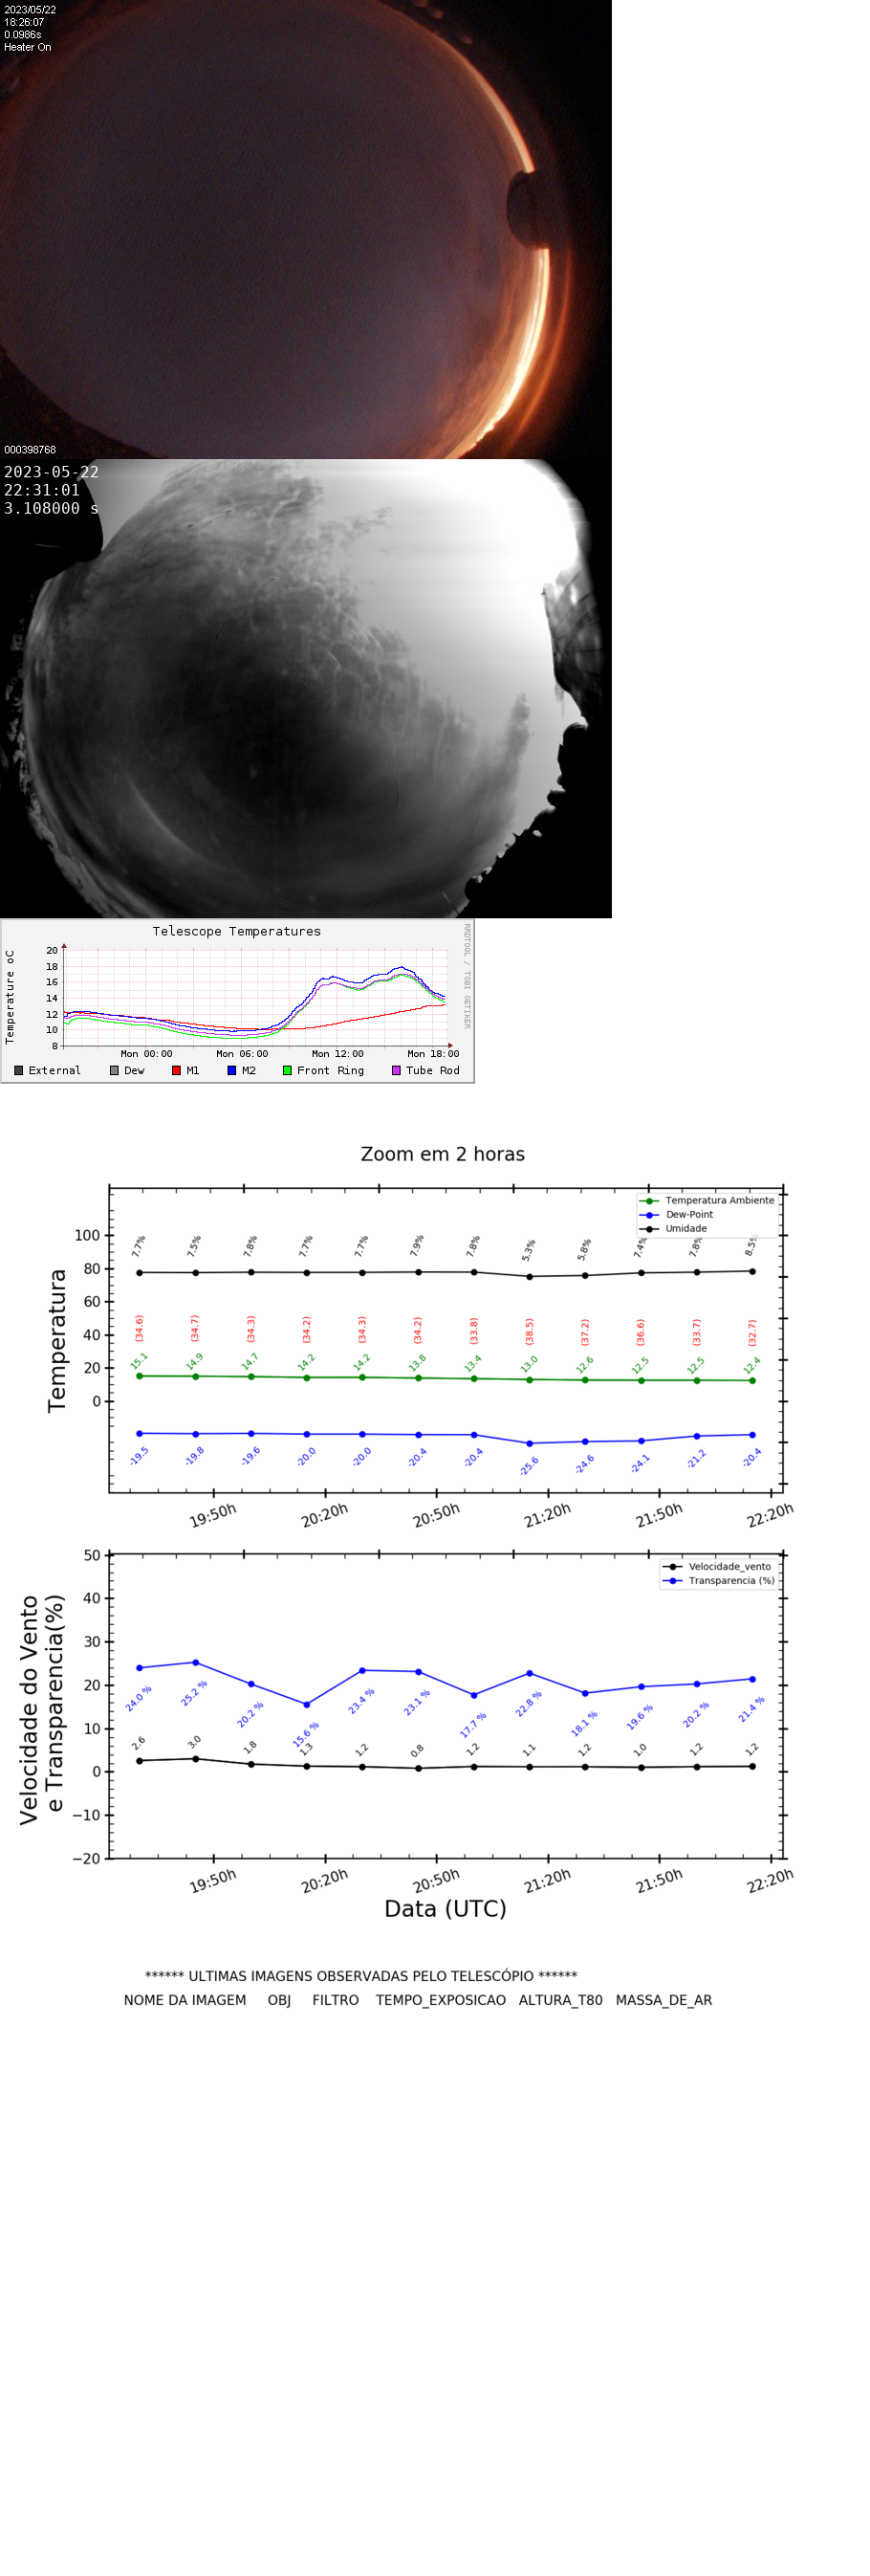 2023/05/22
18:26:07
0.0986s
Heater On
000398768
2023-05-22
22:31:01
3.108000 s
Telescope Temperatures
RRDTOOL / TOBI OETIKER
Temperature oC
20
18
16
14
12
10
8
Mon 00:00 Mon 06:00 Mon 12:00 Mon 18:00
External Dew M1 M2 Front Ring Tube Rod
Zoom em 2 horas
Temperatura Ambiente
Dew-Point
Umidade
Temperatura
100
80
60
40
20
0
7.7% 7.5% 7.8% 7.7% 7.7% 7.9% 7.8% 5.3% 5.8% 7.4% 7.8% 8.5%
(34.6) (34.7) (34.3) (34.2) (34.3) (34.2) (33.8) (38.5) (37.2) (36.6) (33.7) (32.7)
15.1 14.9 14.7 14.2 14.2 13.8 13.4 13.0 12.6 12.5 12.5 12.4
-19.5 -19.8 -19.6 -20.0 -20.0 -20.4 -20.4 -25.6 -24.6 -24.1 -21.2 -20.4
19:50h 20:20h 20:50h 21:20h 21:50h 22:20h
Velocidade_vento
Transparencia (%)
Velocidade do Vento
e Transparencia(%)
50
40
30
20
10
0
−10
−20
24.0 % 25.2 % 20.2 % 15.6 % 23.4 % 23.1 % 17.7 % 22.8 % 18.1 % 19.6 % 20.2 % 21.4 %
2.6 3.0 1.8 1.3 1.2 0.8 1.2 1.1 1.2 1.0 1.2 1.2
19:50h 20:20h 20:50h 21:20h 21:50h 22:20h
Data (UTC)
****** ULTIMAS IMAGENS OBSERVADAS PELO TELESCÓPIO ******
NOME DA IMAGEM OBJ FILTRO TEMPO_EXPOSICAO ALTURA_T80 MASSA_DE_AR